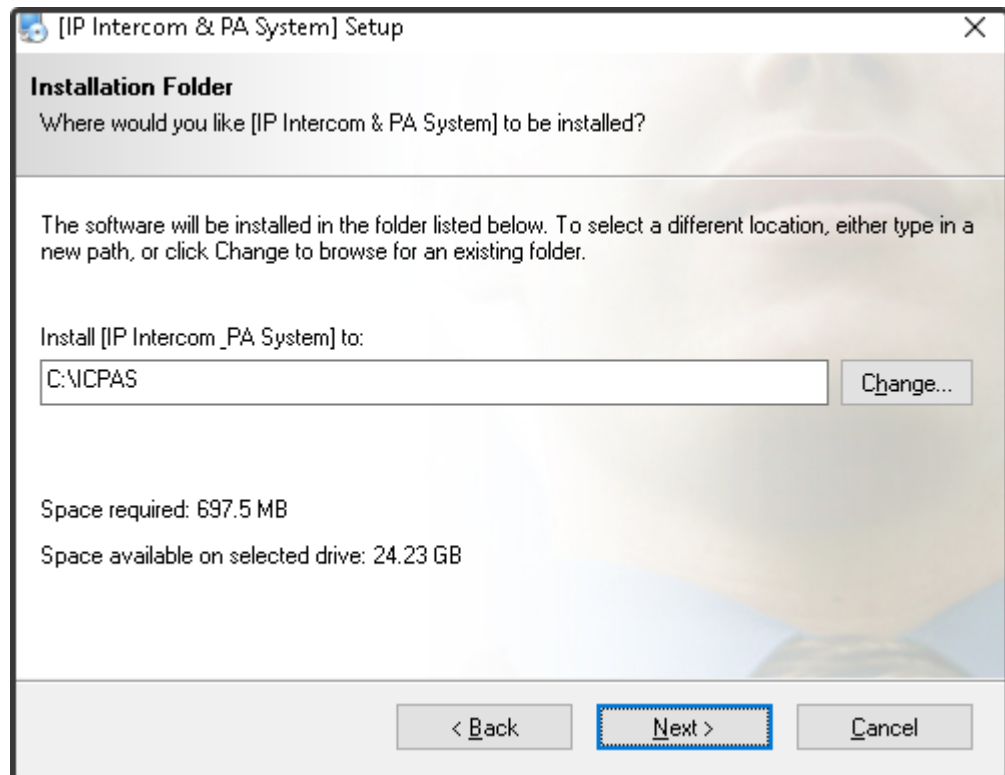 [IP Intercom & PA System] Setup
Installation Folder
Where would you like [IP Intercom & PA System] to be installed?
The software will be installed in the folder listed below. To select a different location, either type in a
new path, or click Change to browse for an existing folder.
Install [IP Intercom _PA System] to:
C:\ICPAS
Change...
Space required: 697.5 MB
Space available on selected drive: 24.23 GB
< Back
Next >
Cancel